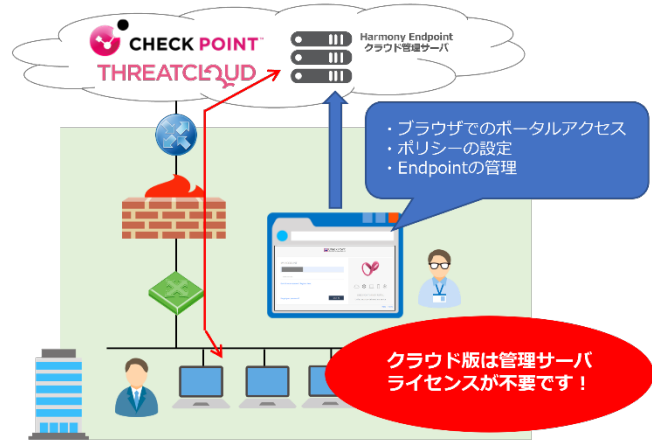 CHECK POINT™
THREATCLOUD
Harmony Endpoint
クラウド管理サーバ
・ブラウザでのポータルアクセス
・ポリシーの設定
・Endpointの管理
クラウド版は管理サーバ
ライセンスが不要です！